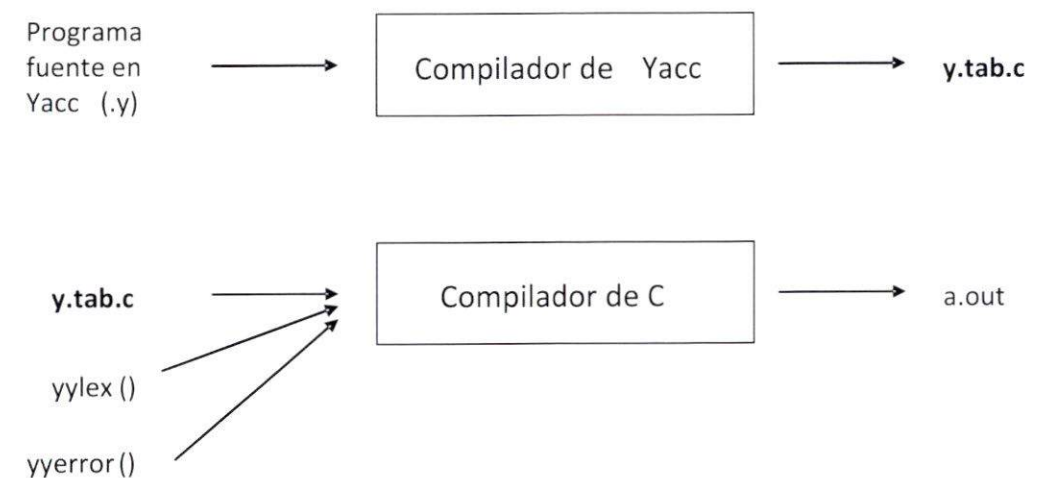 Programa
fuente en
Yacc (.y)
Compilador de Yacc
y.tab.c
y.tab.c
Compilador de C
a.out
yylex ()
yyerror ()